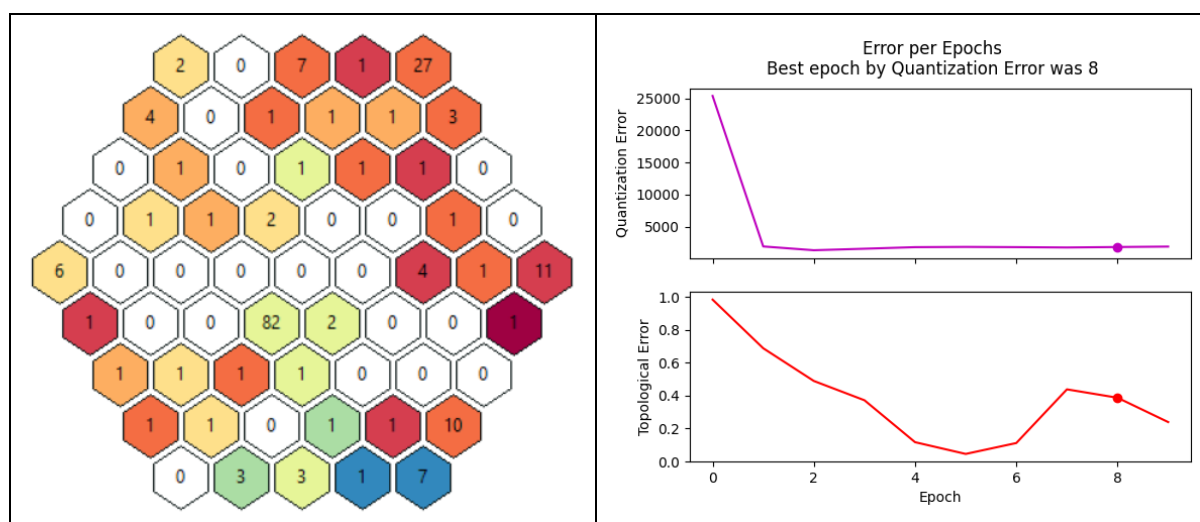 2 0 7 1 27
4 0 1 1 1 3
0 1 0 1 1 1 0
0 1 1 2 0 0 1 0
6 0 0 0 0 0 4 1 11
1 0 0 82 2 0 0 1
1 1 1 1 0 0 0
1 1 0 1 1 10
0 3 3 1 7
Error per Epochs
Best epoch by Quantization Error was 8
Quantization Error
25000
20000
15000
10000
5000
Topological Error
1.0
0.8
0.6
0.4
0.2
0.0
0 2 4 6 8
Epoch